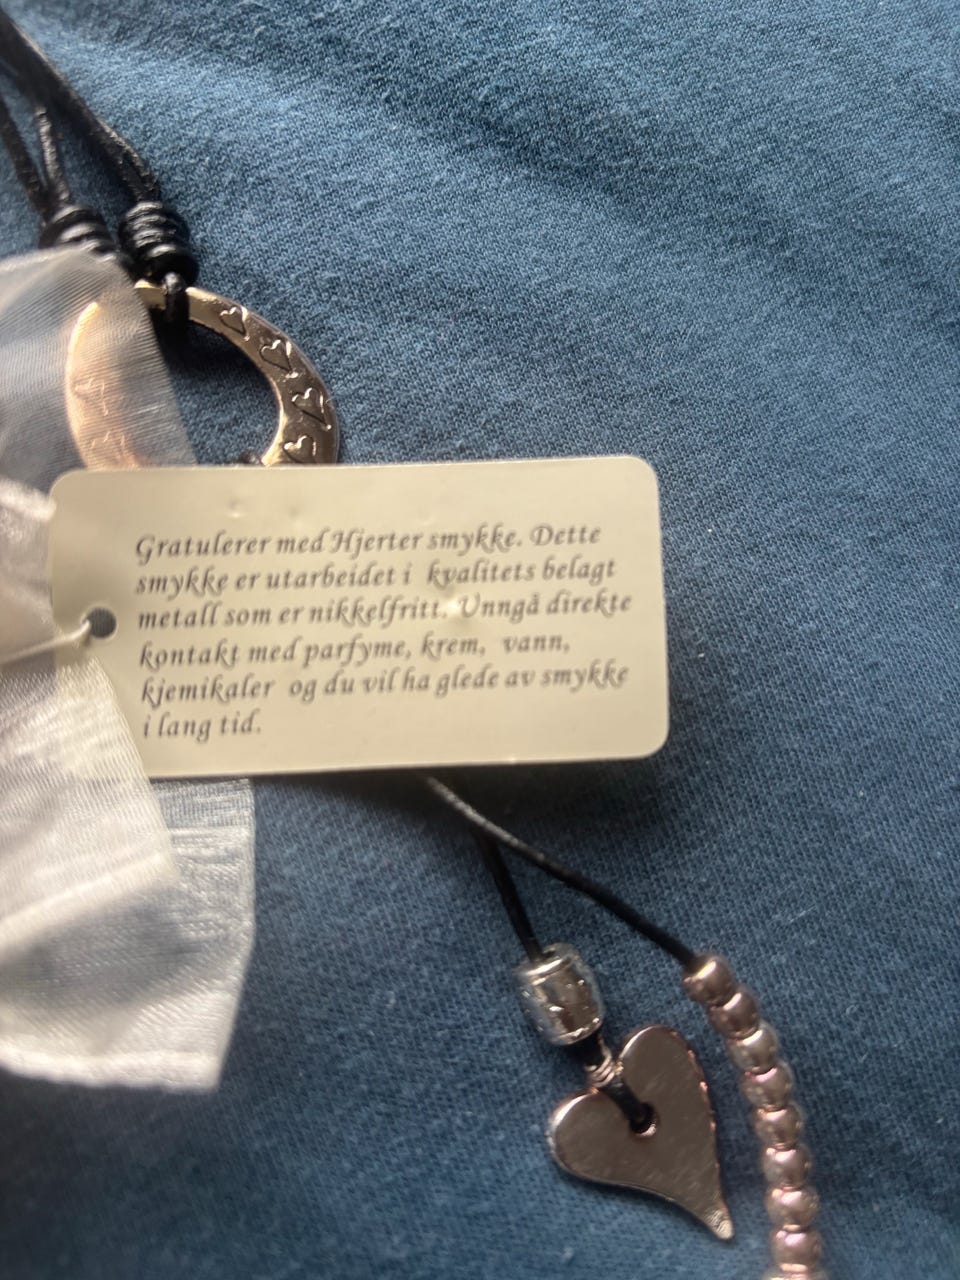 Gratulerer med Hjerter smykke. Dette
smykke er utarbeidet i kvalitets belagt
metall som er nikkelfritt. Unngå direkte
kontakt med parfyme, krem, vann,
kjemikaler og du vil ha glede av smykke
i lang tid.